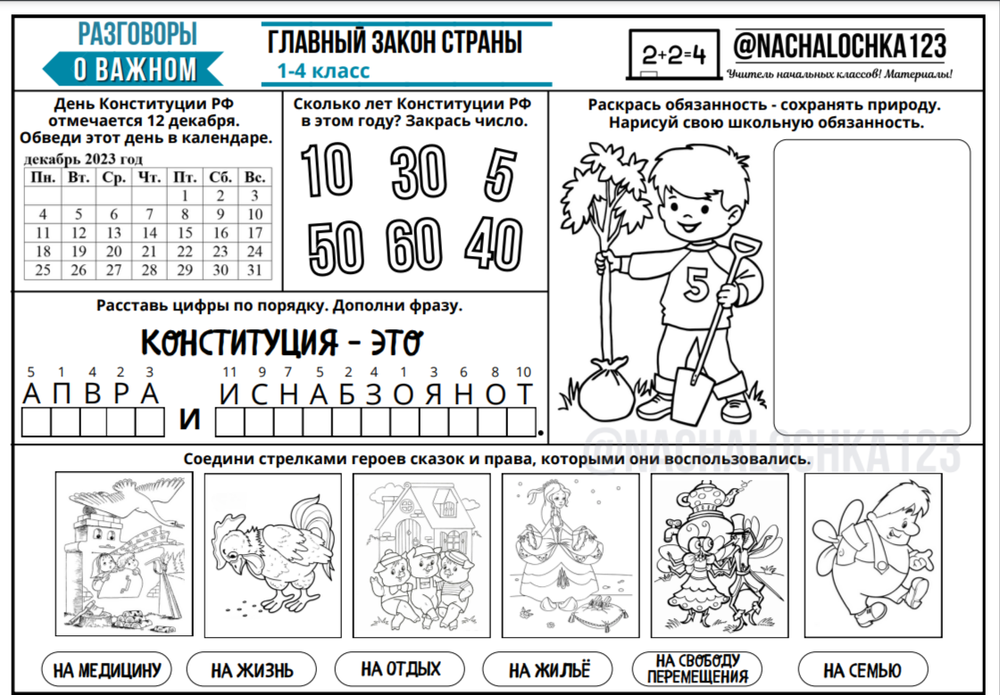 РАЗГОВОРЫ
О ВАЖНОМ
ГЛАВНЫЙ ЗАКОН СТРАНЫ
1-4 класс
2+2=4
@NACHALOCHKA123
Учитель начальных классов! Материалы!
День Конституции РФ
отмечается 12 декабря.
Обведи этот день в календаре.
декабрь 2023 год
Пн. Вт. Ср. Чт. Пт. Сб. Вс.
1 2 3
4 5 6 7 8 9 10
11 12 13 14 15 16 17
18 19 20 21 22 23 24
25 26 27 28 29 30 31
Сколько лет Конституции РФ
в этом году? Закрась число.
10 30 5
50 60 40
Раскрась обязанность - сохранять природу.
Нарисуй свою школьную обязанность.
5
Расставь цифры по порядку. Дополни фразу.
КОНСТИТУЦИЯ - ЭТО
5 1 4 2 3 11 9 7 5 2 4 1 3 6 8 10
А П В Р А И С Н А Б З О Я Н О Т
И .
@NACHALOCHKA123
Соедини стрелками героев сказок и права, которыми они воспользовались.
НА МЕДИЦИНУ
НА ЖИЗНЬ
НА ОТДЫХ
НА ЖИЛЬЁ
НА СВОБОДУ
ПЕРЕМЕЩЕНИЯ
НА СЕМЬЮ